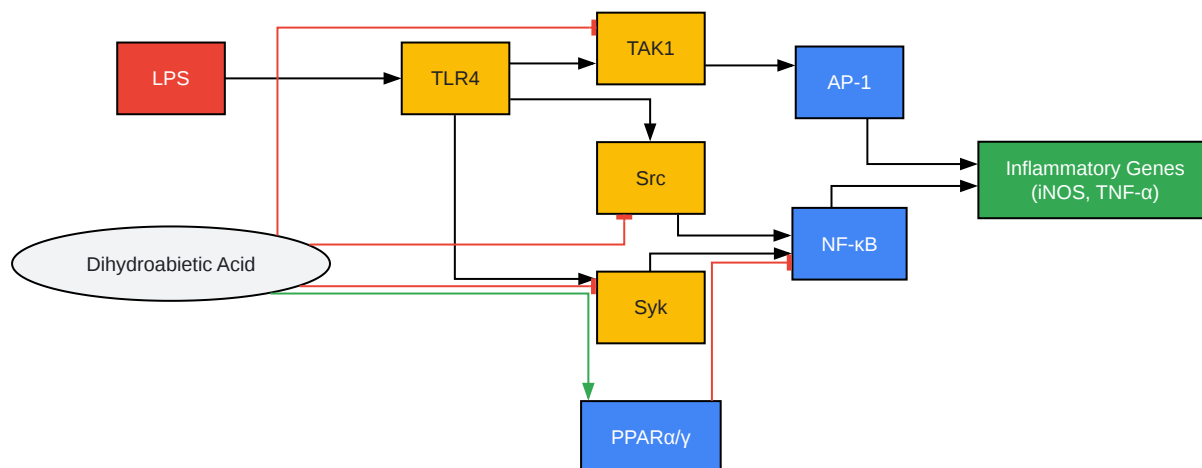 TAK1
LPS
TLR4
AP-1
Src
Inflammatory Genes
(iNOS, TNF-α)
NF-κB
Dihydroabietic Acid
Syk
PPARα/γ